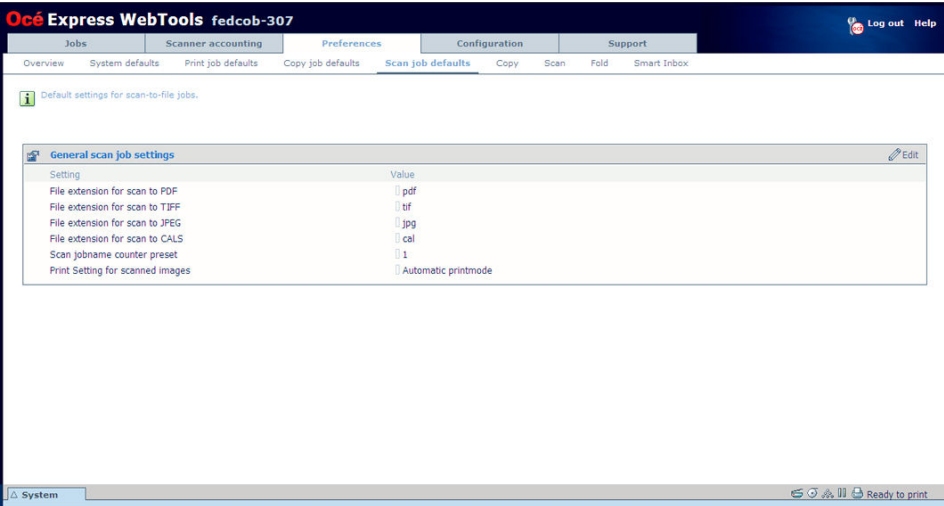 Océ Express WebTools fedcob-307
Log out Help
Jobs Scanner accounting Preferences Configuration Support
Overview System defaults Print job defaults Copy job defaults Scan job defaults Copy Scan Fold Smart Inbox
Default settings for scan-to-file jobs.
General scan job settings Edit
Setting Value
File extension for scan to PDF pdf
File extension for scan to TIFF tif
File extension for scan to JPEG jpg
File extension for scan to CALS cal
Scan jobname counter preset 1
Print Setting for scanned images Automatic printmode
System Ready to print